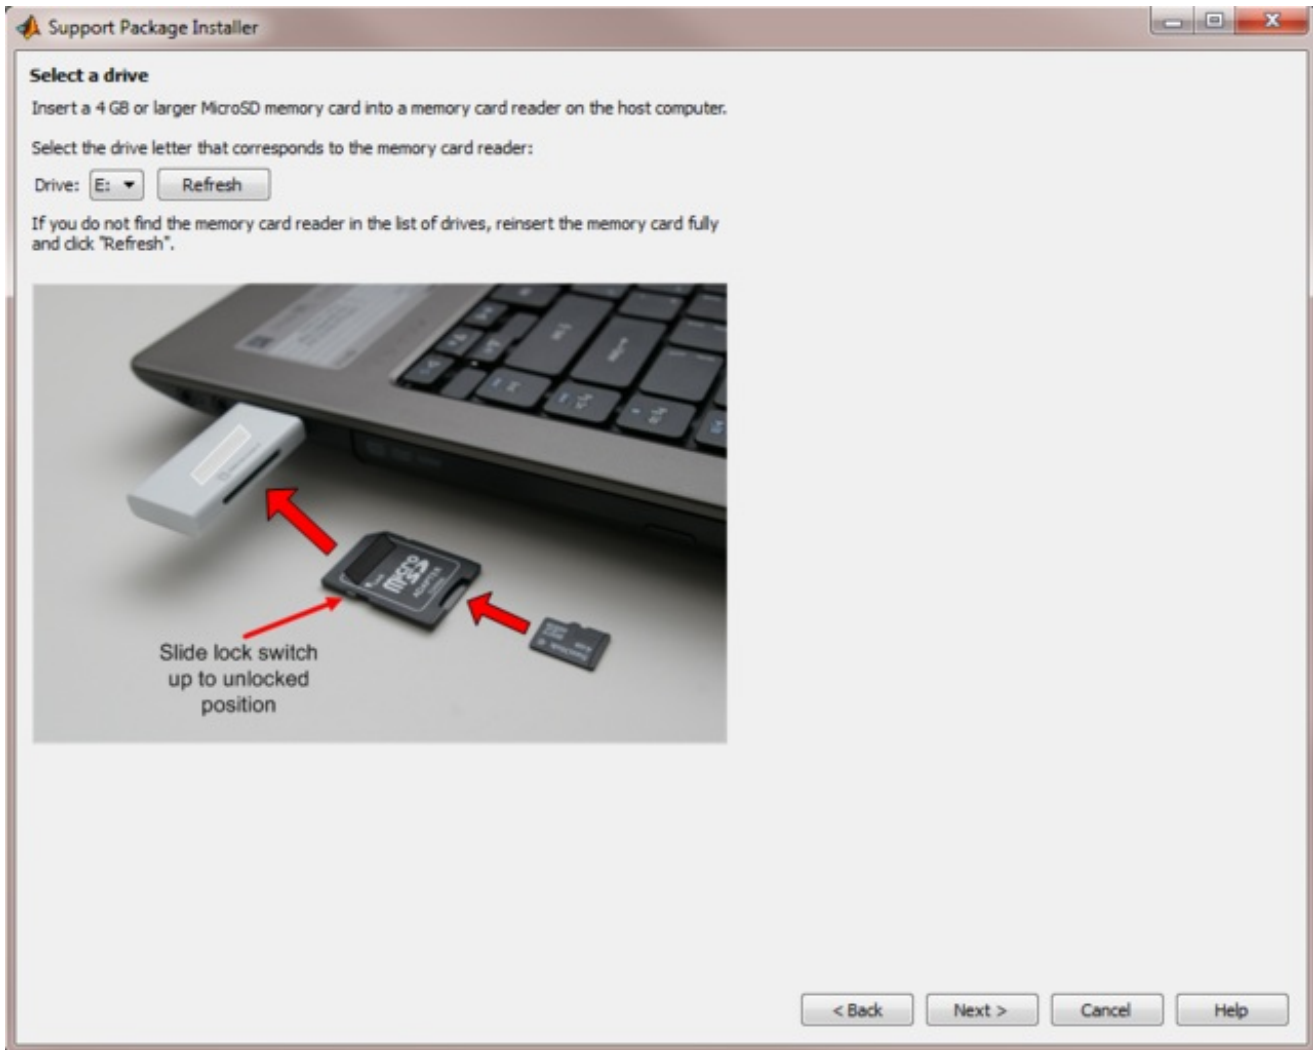 Support Package Installer
Select a drive
Insert a 4 GB or larger MicroSD memory card into a memory card reader on the host computer.
Select the drive letter that corresponds to the memory card reader:
Drive: E: Refresh
If you do not find the memory card reader in the list of drives, reinsert the memory card fully
and click "Refresh".
micro
SD
ADAPTER
Slide lock switch
up to unlocked
position
< Back Next > Cancel Help